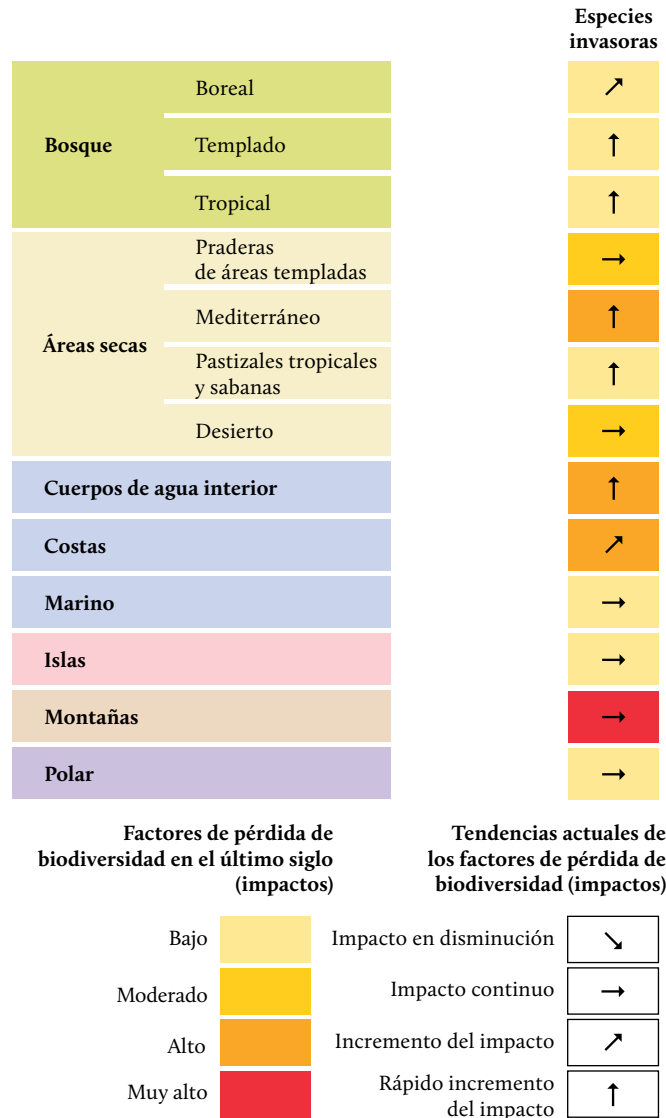 Especies
invasoras
Boreal
Bosque
Templado
Tropical
Praderas
de áreas templadas
Mediterráneo
Áreas secas
Pastizales tropicales
y sabanas
Desierto
Cuerpos de agua interior
Costas
Marino
Islas
Montañas
Polar
Factores de pérdida de
biodiversidad en el último siglo
(impactos)
Bajo
Moderado
Alto
Muy alto
Tendencias actuales de
los factores de pérdida de
biodiversidad (impactos)
Impacto en disminución
Impacto continuo
Incremento del impacto
Rápido incremento
del impacto